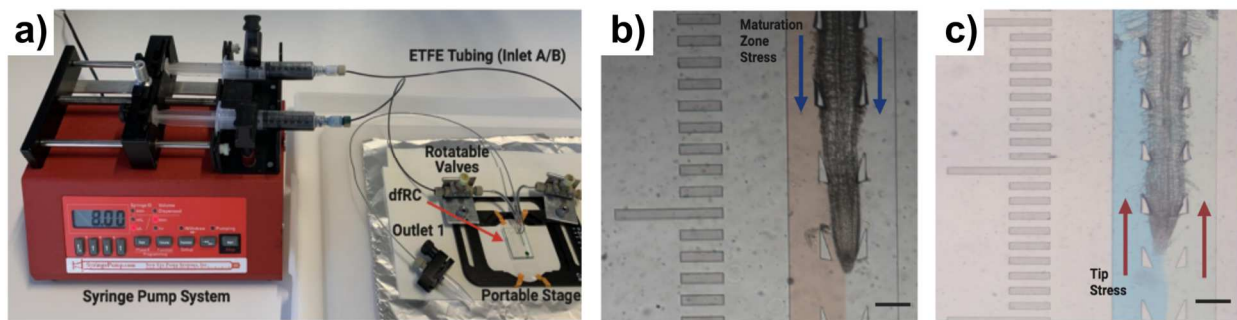 a)
ETFE Tubing (Inlet A/B)
Rotatable
Valves
dfRC
Outlet 1
8.00
Syringe Pump System
Portable Stage
b)
Maturation
Zone
Stress
c)
Tip
Stress